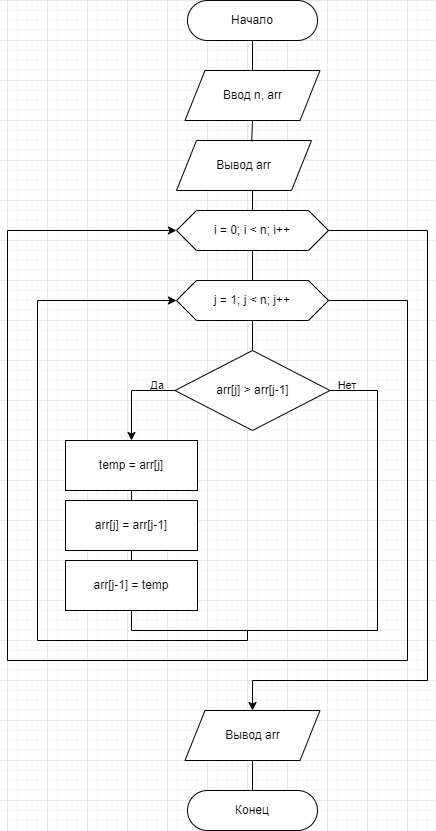 Начало
Ввод n, arr
Вывод arr
i = 0; i < n; i++
j = 1; j < n; j++
arr[j] > arr[j-1]
Да
Нет
temp = arr[j]
arr[j] = arr[j-1]
arr[j-1] = temp
Вывод arr
Конец